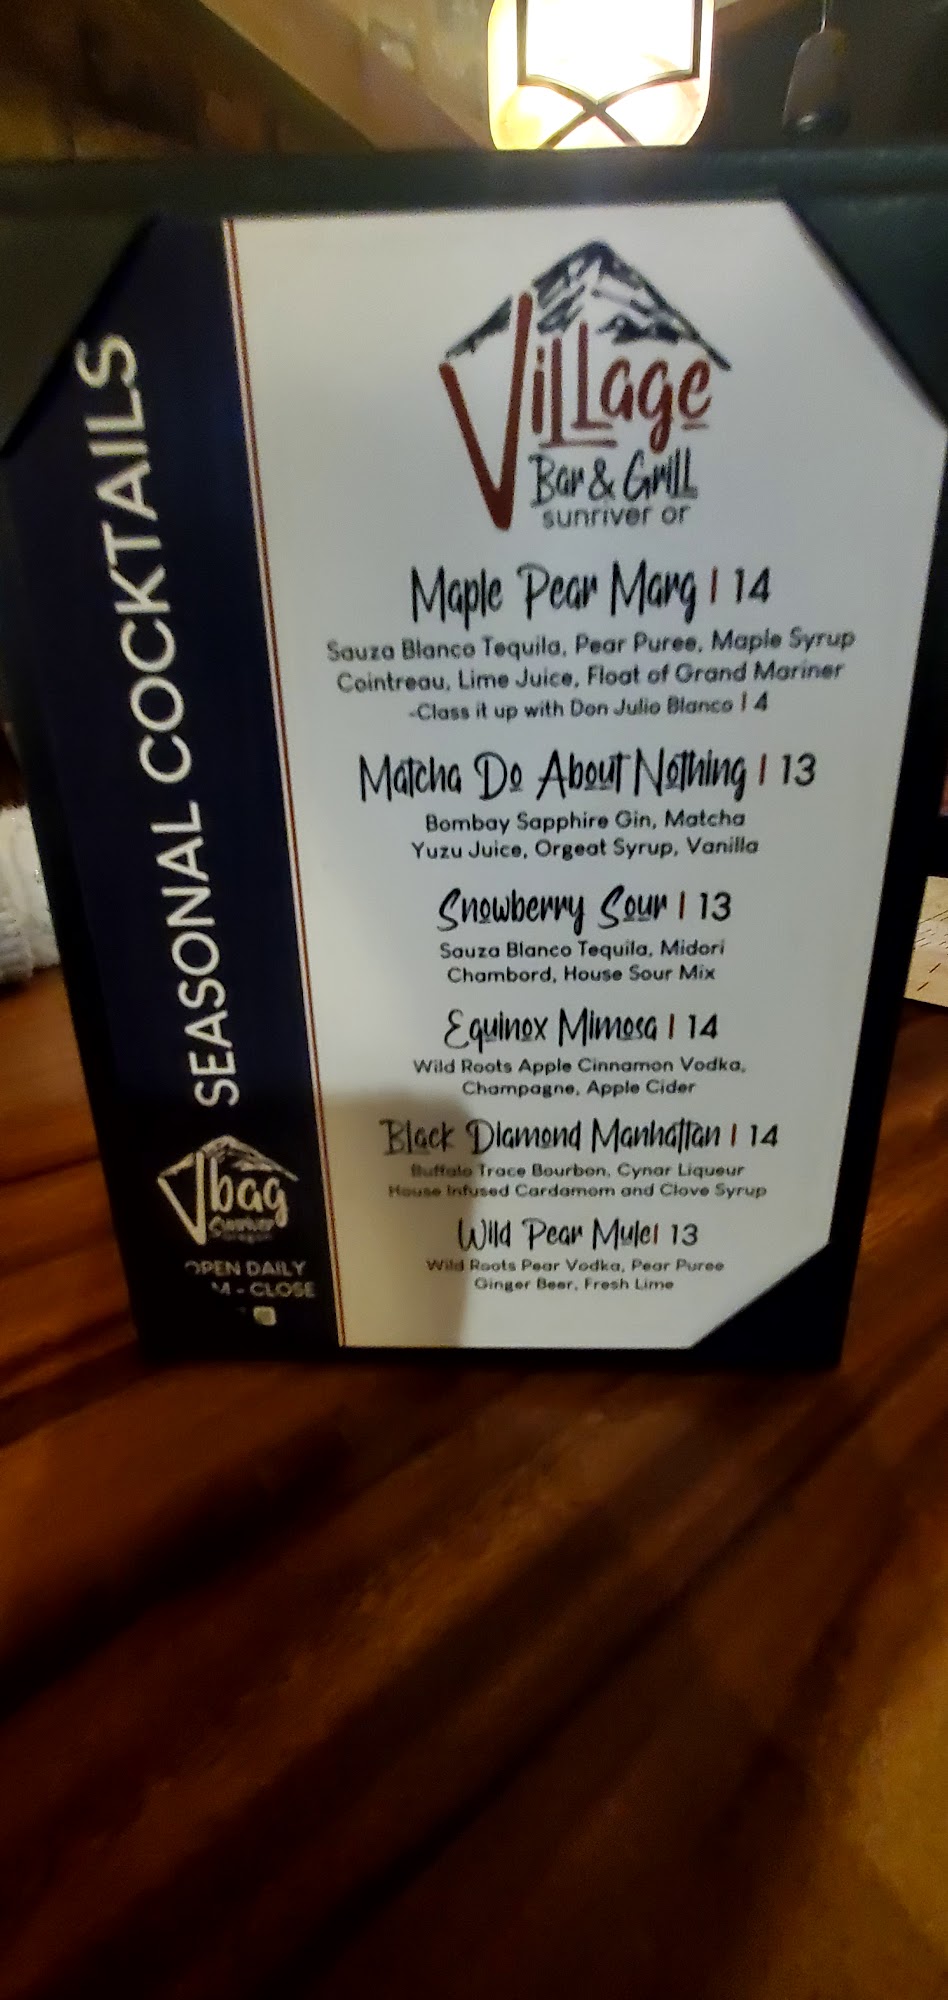 SEASONAL COCKTAILS
Village
Bar & Grill
sunriver or
Maple Pear Marg | 14
Sauza Blanco Tequila, Pear Puree, Maple Syrup
Cointreau, Lime Juice, Float of Grand Mariner
-Class it up with Don Julio Blanco | 4
Matcha Do About Nothing | 13
Bombay Sapphire Gin, Matcha
Yuzu Juice, Orgeat Syrup, Vanilla
Snowberry Sour | 13
Sauza Blanco Tequila, Midori
Chambord, House Sour Mix
Equinox Mimosa | 14
Wild Roots Apple Cinnamon Vodka,
Champagne, Apple Cider
Black Diamond Manhattan | 14
Buffalo Trace Bourbon, Cynar Liqueur
House Infused Cardamom and Clove Syrup
Wild Pear Mule| 13
Wild Roots Pear Vodka, Pear Puree
Ginger Beer, Fresh Lime
Vbag
Sunriver
Oregon
OPEN DAILY
- CLOSE